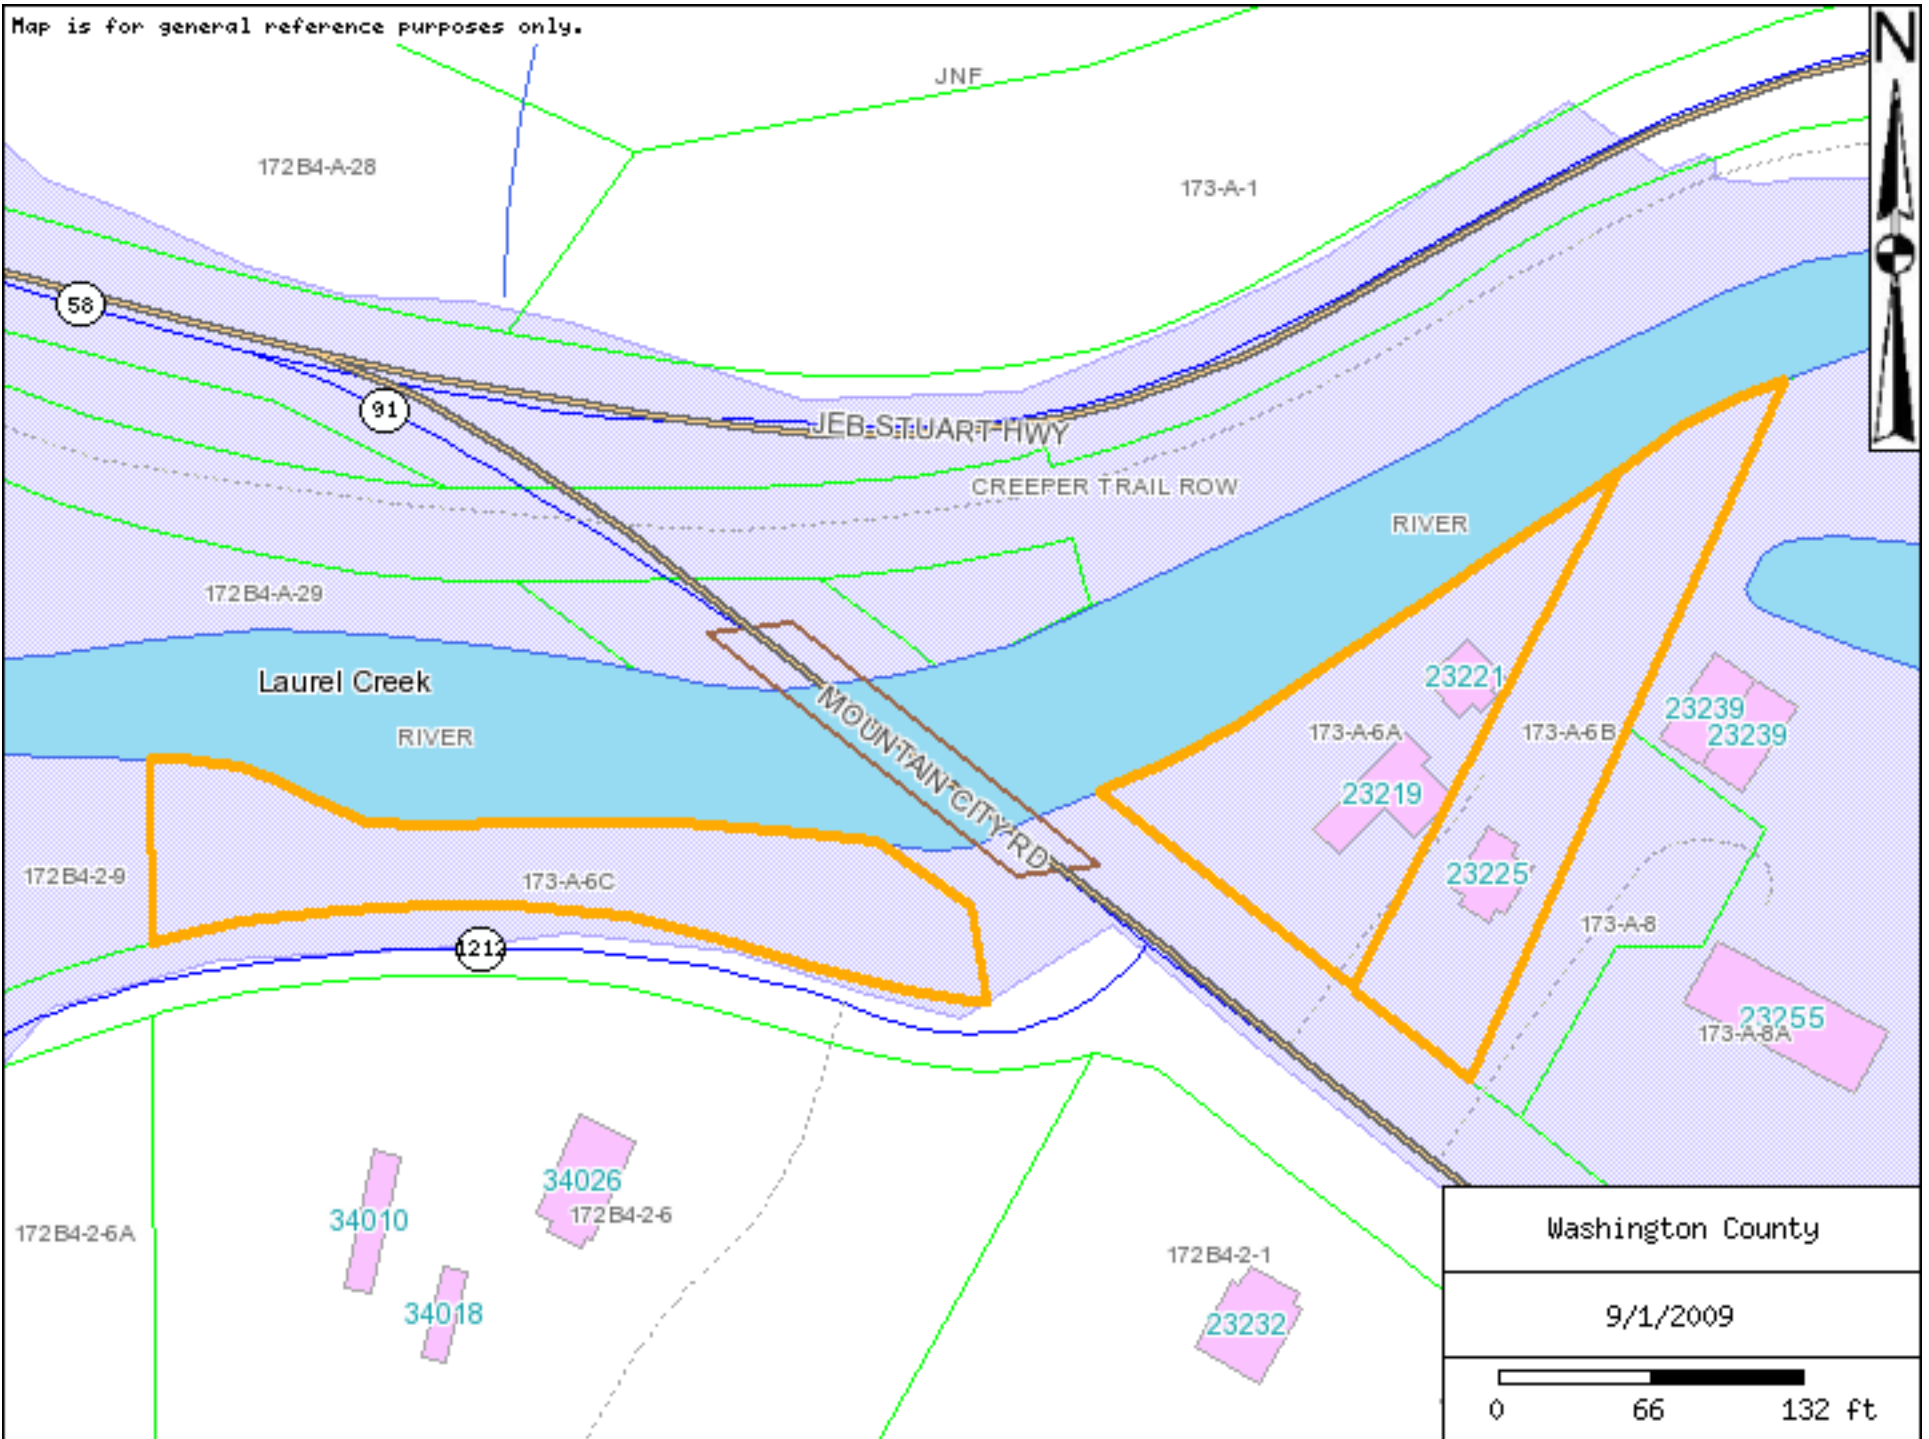 Map is for general reference purposes only.
N
JNF
172B4-A-28
173-A-1
58
91
JEB STUART HWY
CREEPER TRAIL ROW
RIVER
172B4-A-29
Laurel Creek
RIVER
MOUNTAIN CITY RD
23221
173-A-6A
173-A-6B
23239
23239
23219
172B4-2-9
173-A-6C
23225
173-A-8
1212
23255
173-A-8A
34026
172B4-2-6
34010
172B4-2-6A
34018
172B4-2-1
23232
Washington County
9/1/2009
0 66 132 ft